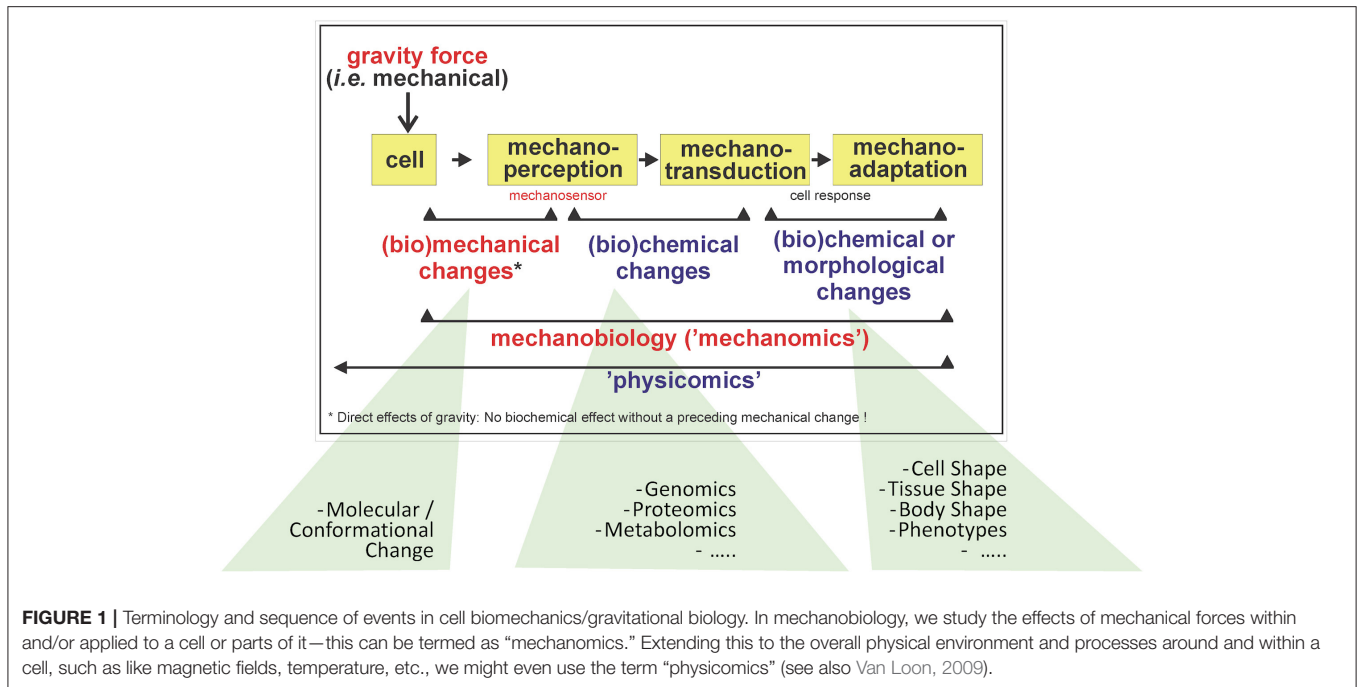 gravity force
(i.e. mechanical)
cell
mechano-
perception
mechano-
transduction
mechano-
adaptation
mechanosensor
cell response
(bio)mechanical
changes*
(bio)chemical
changes
(bio)chemical or
morphological
changes
mechanobiology ('mechanomics')
'physicomics'
* Direct effects of gravity: No biochemical effect without a preceding mechanical change !
-Molecular /
Conformational
Change
-Genomics
-Proteomics
-Metabolomics
- .....
-Cell Shape
-Tissue Shape
-Body Shape
-Phenotypes
- .....
FIGURE 1 | Terminology and sequence of events in cell biomechanics/gravitational biology. In mechanobiology, we study the effects of mechanical forces within
and/or applied to a cell or parts of it—this can be termed as “mechanomics.” Extending this to the overall physical environment and processes around and within a
cell, such as like magnetic fields, temperature, etc., we might even use the term “physicomics” (see also Van Loon, 2009).